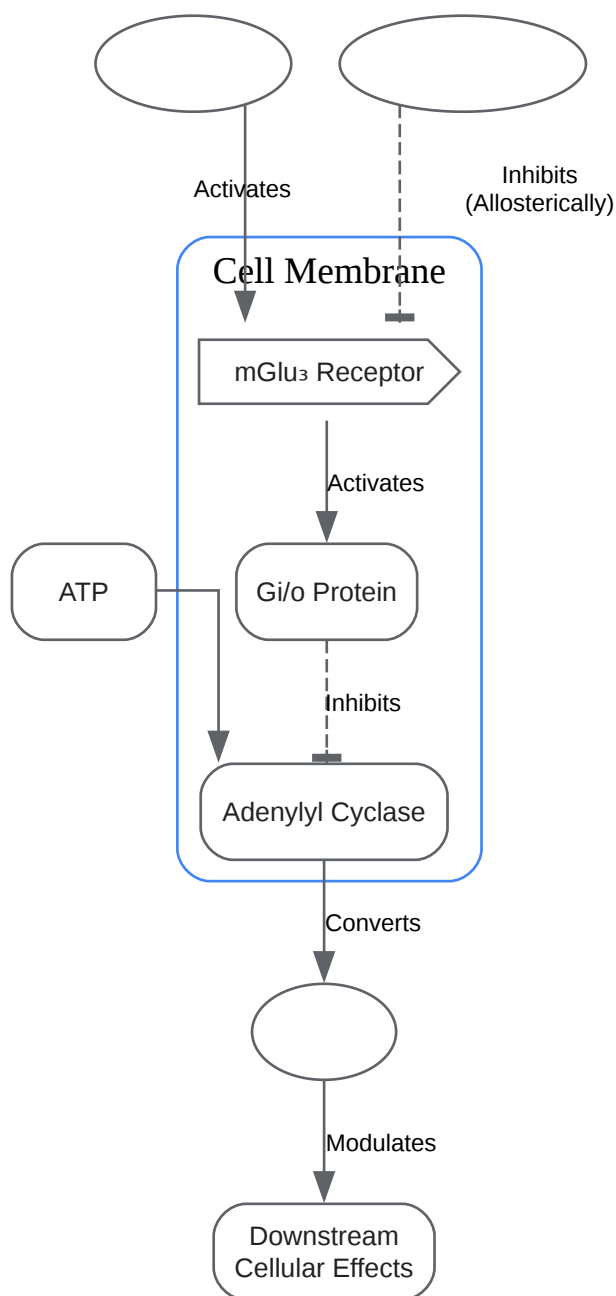 Activates
Inhibits
(Allosterically)
Cell Membrane
mGlu₃ Receptor
Activates
ATP
Gi/o Protein
Inhibits
Adenylyl Cyclase
Converts
Modulates
Downstream
Cellular Effects